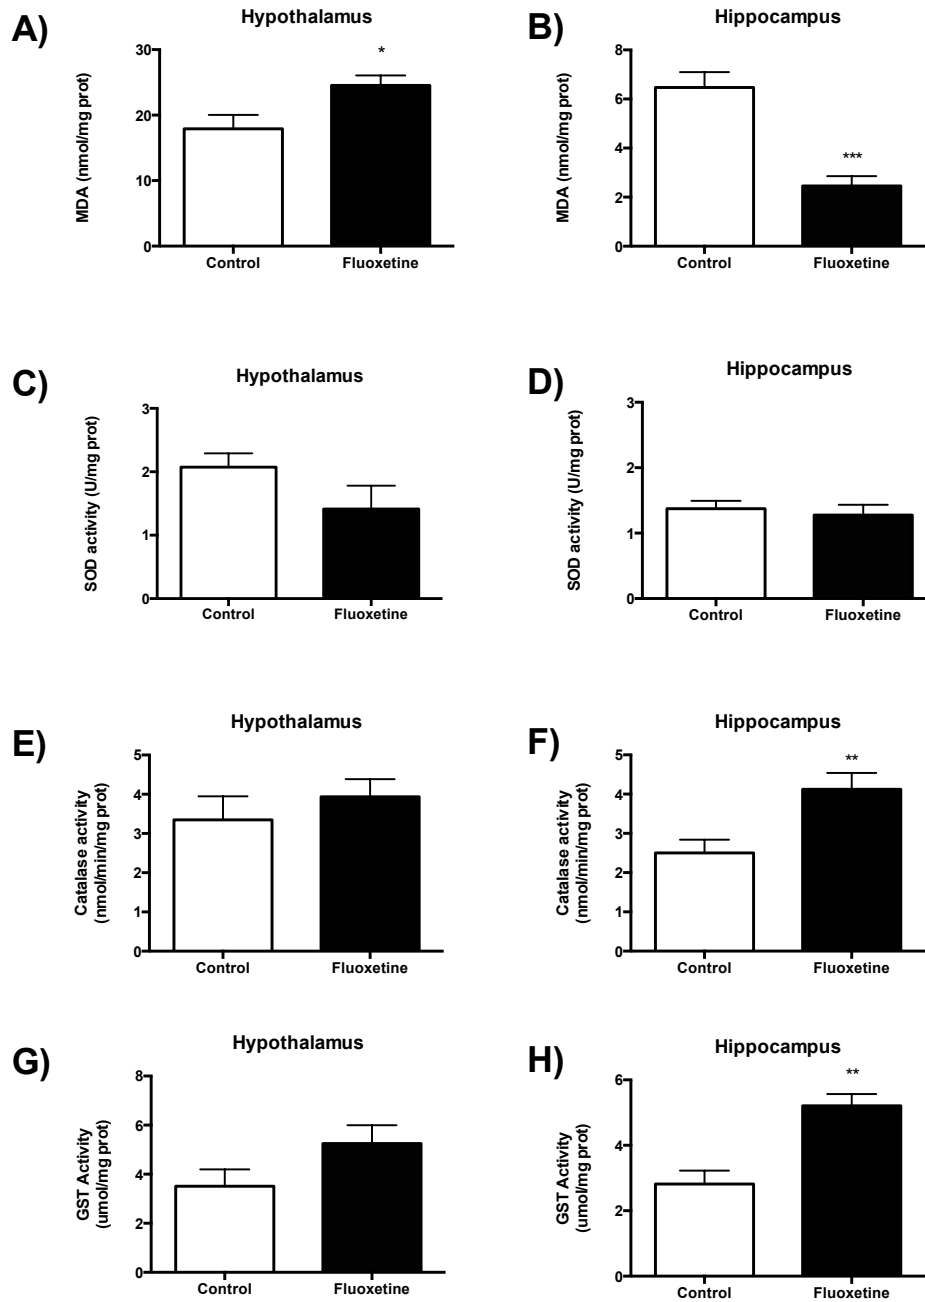 A)
Hypothalamus
*
MDA (nmol/mg prot)
30
20
10
0
Control Fluoxetine
B)
Hippocampus
***
MDA (nmol/mg prot)
8
6
4
2
0
Control Fluoxetine
C)
Hypothalamus
SOD activity (U/mg prot)
3
2
1
0
Control Fluoxetine
D)
Hippocampus
SOD activity (U/mg prot)
3
2
1
0
Control Fluoxetine
E)
Hypothalamus
Catalase activity
(nmol/min/mg prot)
5
4
3
2
1
0
Control Fluoxetine
F)
Hippocampus
**
Catalase activity
(nmol/min/mg prot)
5
4
3
2
1
0
Control Fluoxetine
G)
Hypothalamus
GST Activity
(umol/mg prot)
8
6
4
2
0
Control Fluoxetine
H)
Hippocampus
**
GST Activity
(umol/mg prot)
6
4
2
0
Control Fluoxetine